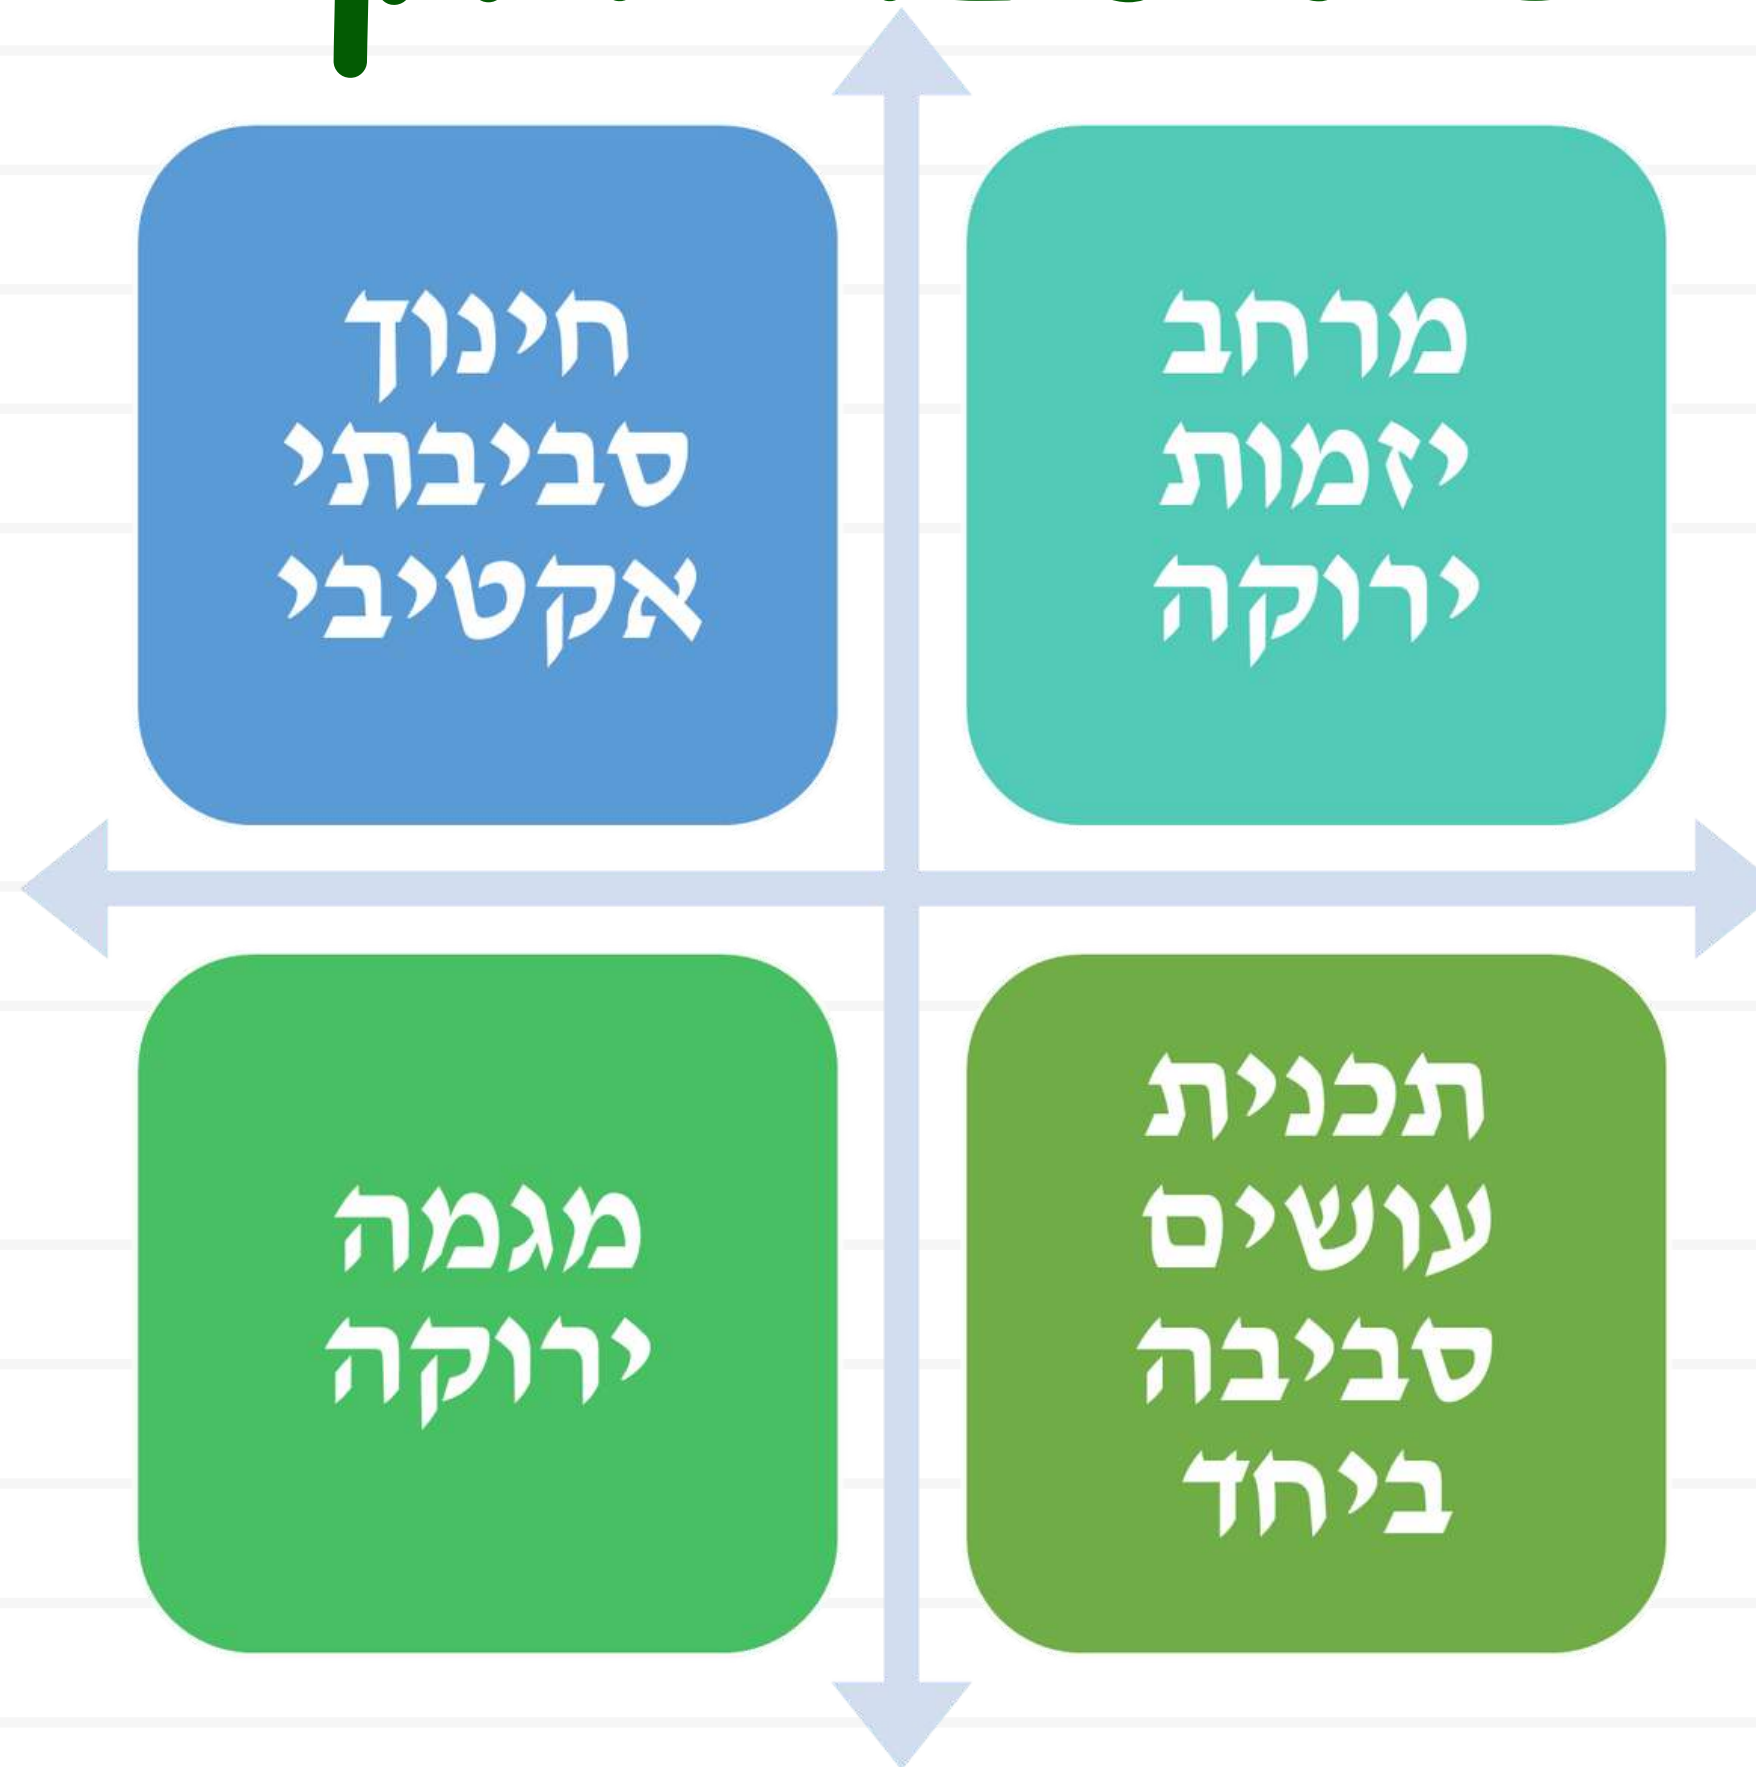 מרחב
יזמות
ירוקה
חינוך
סביבתי
אקטיבי
תכנית
עושים
סביבה
ביחד
מגמה
ירוקה